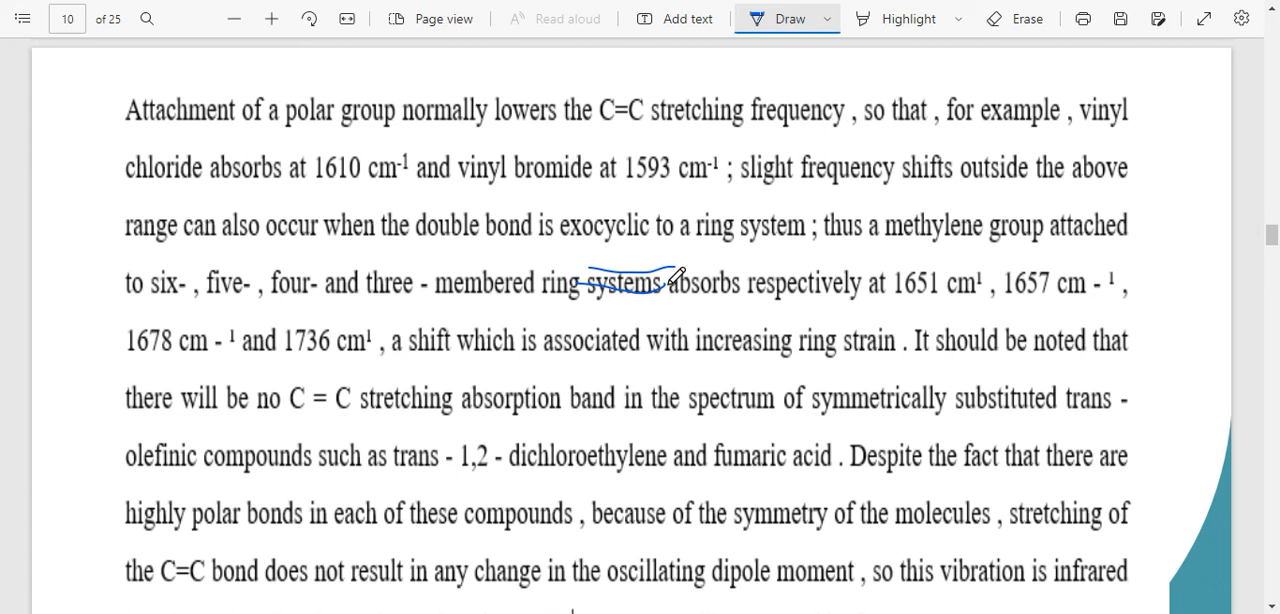 10 of 25 Page view Read aloud Add text Draw Highlight Erase
Attachment of a polar group normally lowers the C=C stretching frequency , so that , for example , vinyl
chloride absorbs at 1610 cm⁻¹ and vinyl bromide at 1593 cm⁻¹ ; slight frequency shifts outside the above
range can also occur when the double bond is exocyclic to a ring system ; thus a methylene group attached
to six- , five- , four- and three - membered ring systems absorbs respectively at 1651 cm¹ , 1657 cm - ¹ ,
1678 cm - ¹ and 1736 cm¹ , a shift which is associated with increasing ring strain . It should be noted that
there will be no C = C stretching absorption band in the spectrum of symmetrically substituted trans -
olefinic compounds such as trans - 1,2 - dichloroethylene and fumaric acid . Despite the fact that there are
highly polar bonds in each of these compounds , because of the symmetry of the molecules , stretching of
the C=C bond does not result in any change in the oscillating dipole moment , so this vibration is infrared